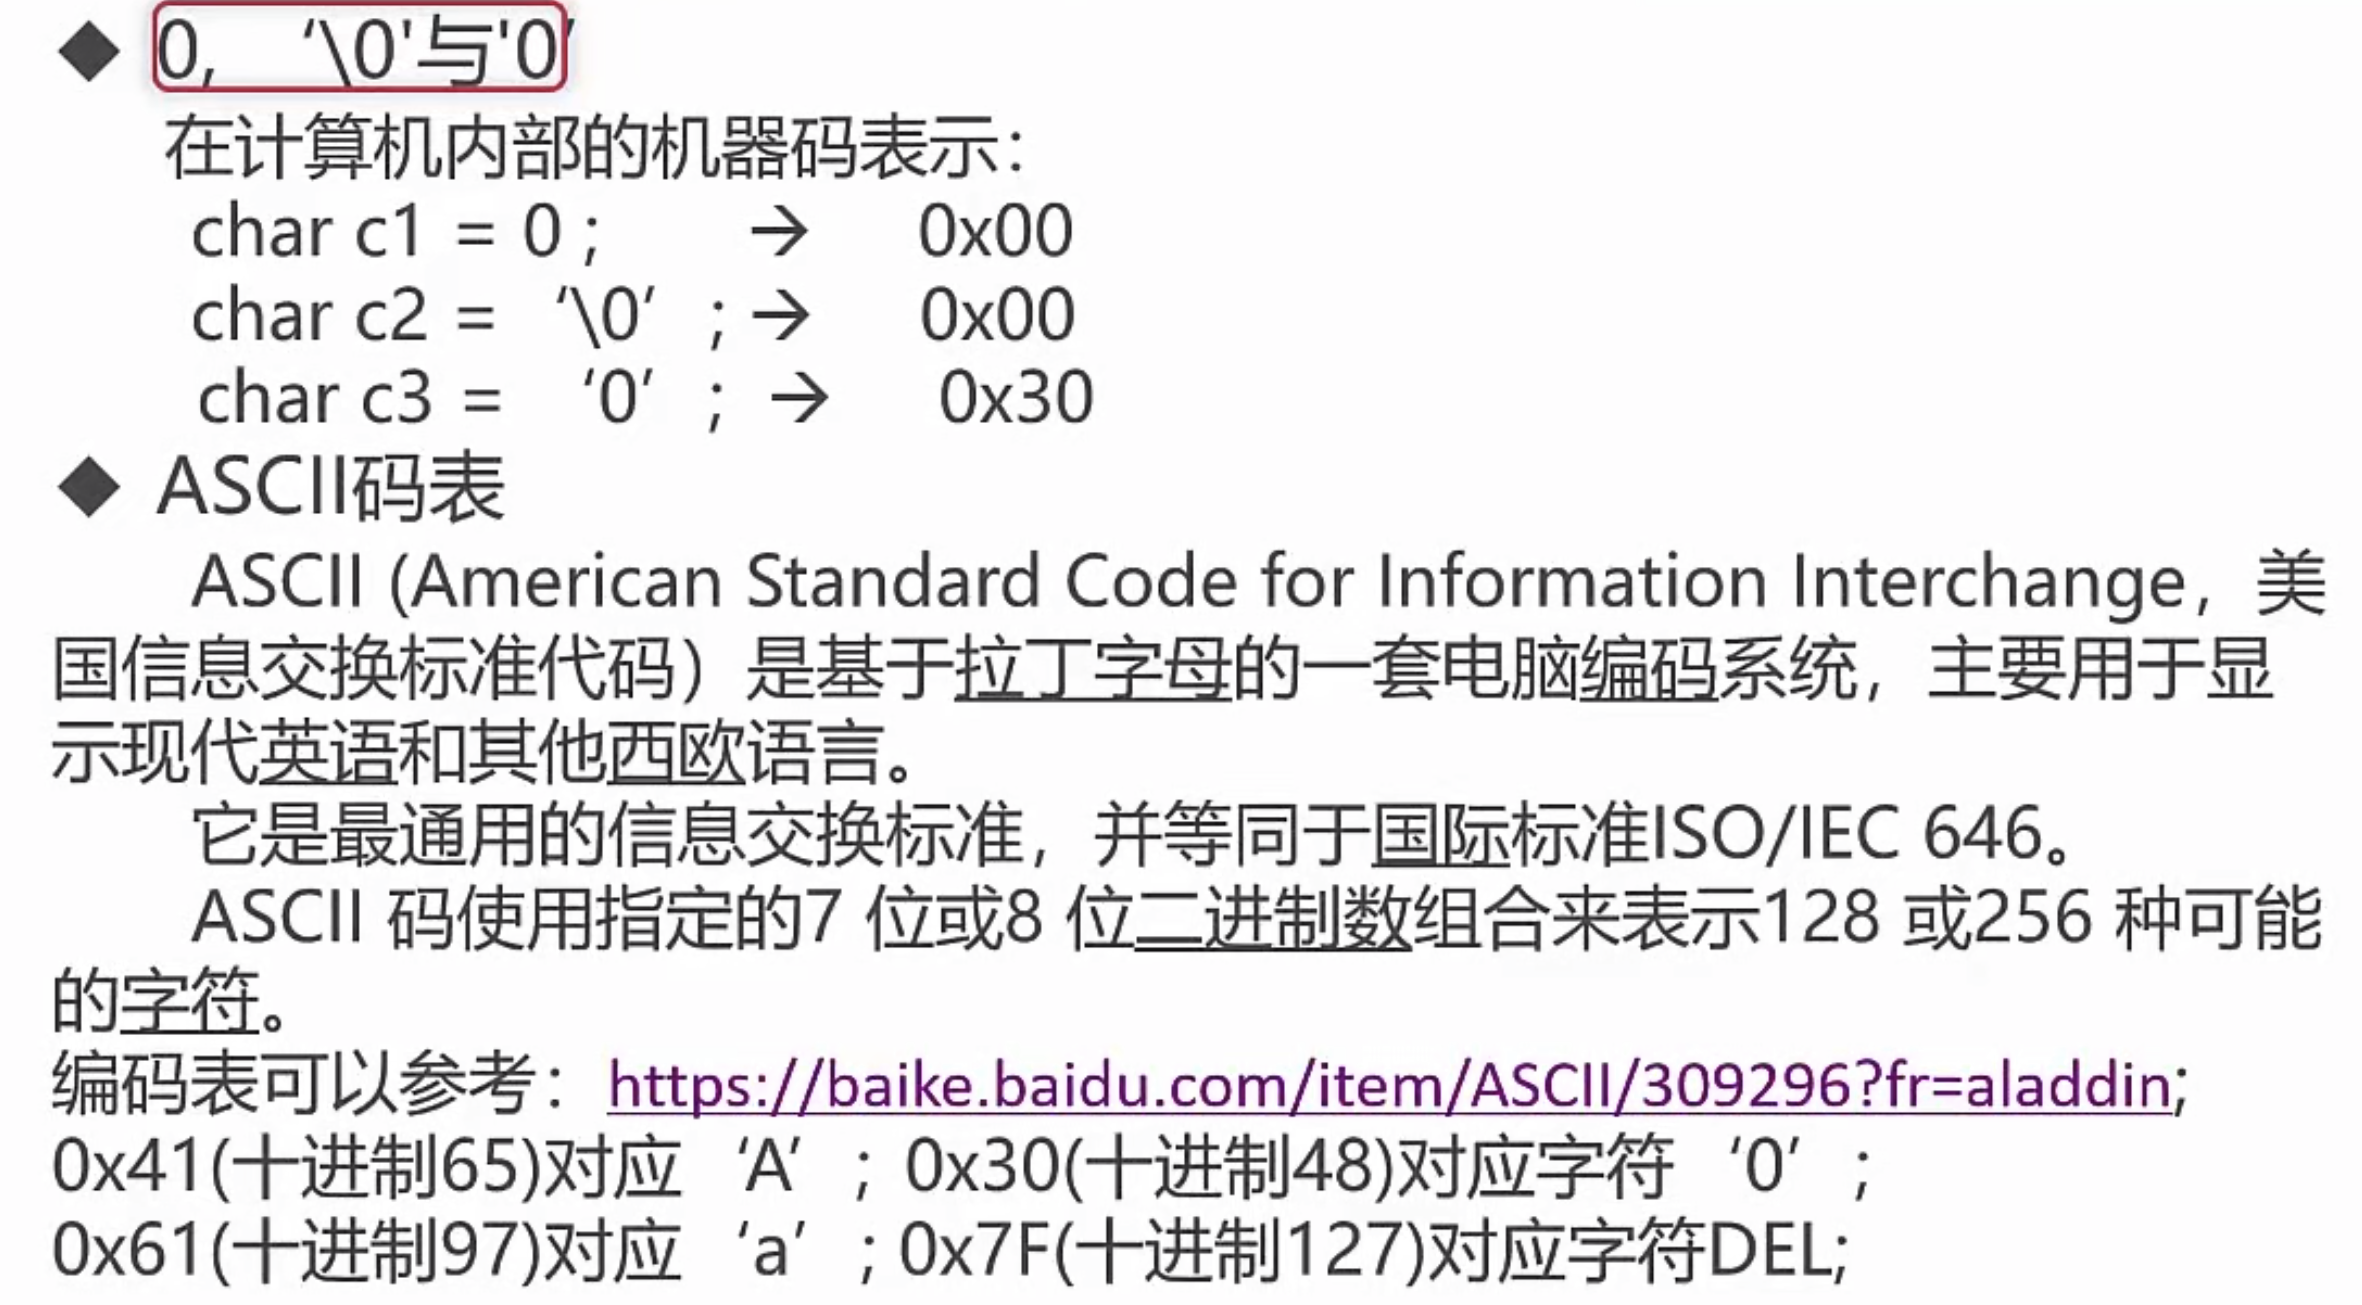 ◆ 0, ‘\0'与'0’
在计算机内部的机器码表示：
char c1 = 0 ; → 0x00
char c2 = ‘\0’ ; → 0x00
char c3 = ‘0’ ; → 0x30
◆ ASCII码表
ASCII (American Standard Code for Information Interchange，美
国信息交换标准代码）是基于拉丁字母的一套电脑编码系统，主要用于显
示现代英语和其他西欧语言。
它是最通用的信息交换标准，并等同于国际标准ISO/IEC 646。
ASCII 码使用指定的7 位或8 位二进制数组合来表示128 或256 种可能
的字符。
编码表可以参考：https://baike.baidu.com/item/ASCII/309296?fr=aladdin;
0x41(十进制65)对应 ‘A’ ; 0x30(十进制48)对应字符 ‘0’ ;
0x61(十进制97)对应 ‘a’ ; 0x7F(十进制127)对应字符DEL;